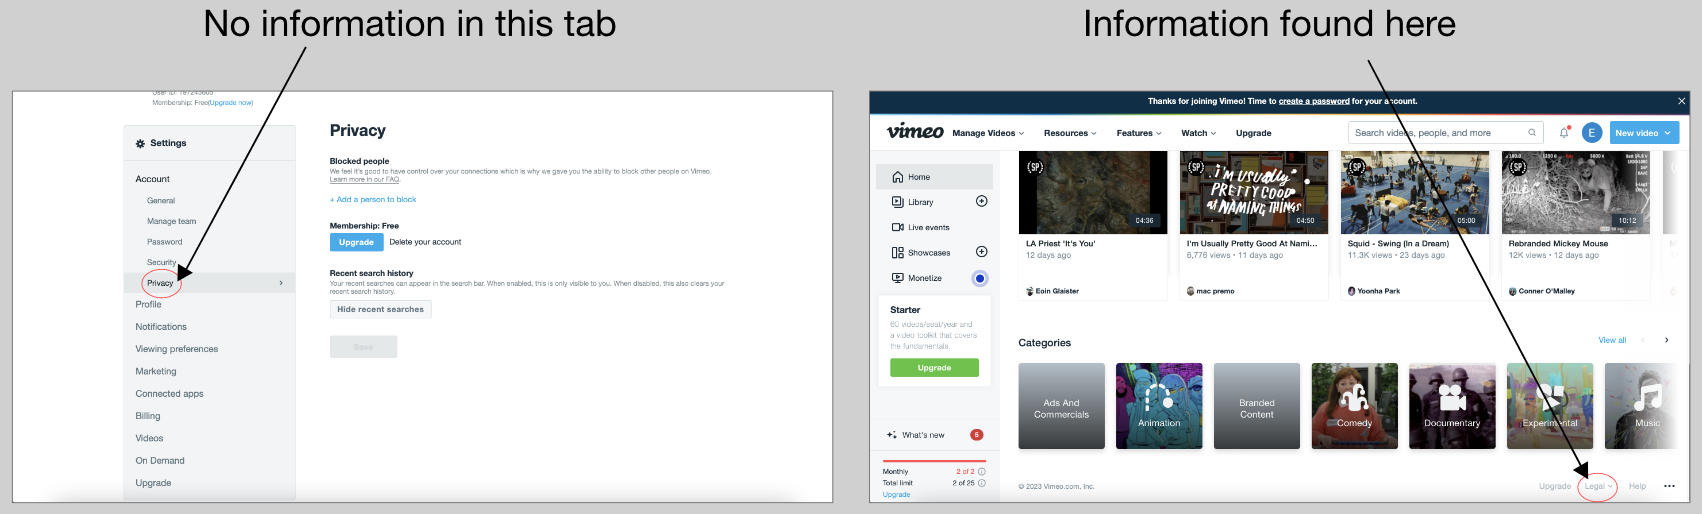 No information in this tab
Information found here
User ID: 197245605
Membership: Free(Upgrade now)
Settings
Account
General
Manage team
Password
Security
Privacy
Profile
Notifications
Viewing preferences
Marketing
Connected apps
Billing
Videos
On Demand
Upgrade
Privacy
Blocked people
We feel it's good to have control over your connections which is why we gave you the ability to block other people on Vimeo.
Learn more in our FAQ.
+ Add a person to block
Membership: Free
Upgrade Delete your account
Recent search history
Your recent searches can appear in the search bar. When enabled, this is only visible to you. When disabled, this also clears your
recent search history.
Hide recent searches
Save
Thanks for joining Vimeo! Time to create a password for your account.
vimeo Manage Videos Resources Features Watch Upgrade Search videos, people, and more E New video
Home
Library
Live events
Showcases
Monetize
Starter
60 videos/seat/year and
a video toolkit that covers
the fundamentals.
Upgrade
What's new 5
Monthly 2 of 2
Total limit 2 of 25
Upgrade
{SP}
04:36
LA Priest 'It's You'
12 days ago
Eoin Glaister
{SP}
I'M USUALLY
PRETTY GOOD
at NAMING THINGS
04:50
I'm Usually Pretty Good At Nami...
6,776 views • 11 days ago
mac premo
{SP}
05:00
Squid - Swing (In a Dream)
11.3K views • 23 days ago
Yoonha Park
{SP}
10:12
Rebranded Mickey Mouse
12K views • 12 days ago
Conner O'Malley
Categories
View all
Ads And
Commercials
Animation
Branded
Content
Comedy
Documentary
Experimental
Music
© 2023 Vimeo.com, Inc.
Upgrade Legal Help